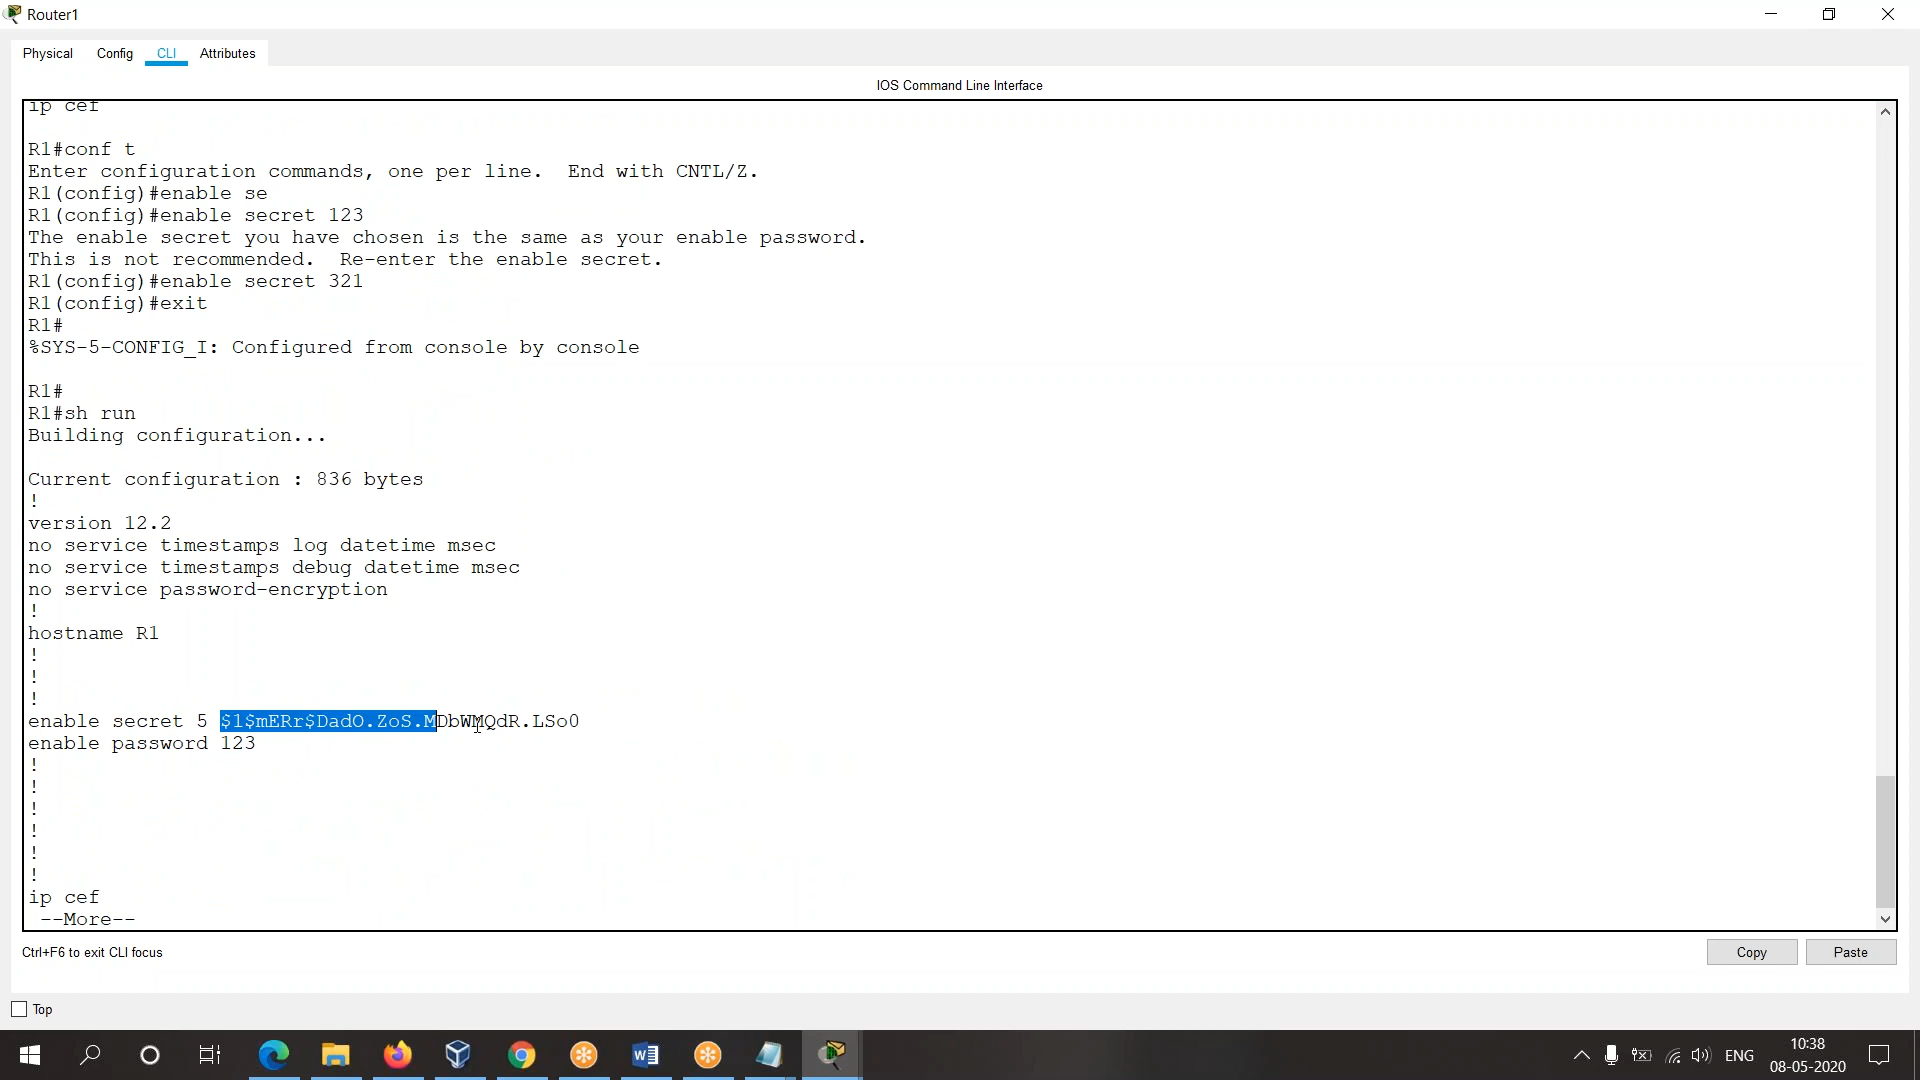 Router1
Physical Config CLI Attributes
IOS Command Line Interface
ip cef
R1#conf t
Enter configuration commands, one per line.  End with CNTL/Z.
R1(config)#enable se
R1(config)#enable secret 123
The enable secret you have chosen is the same as your enable password.
This is not recommended.  Re-enter the enable secret.
R1(config)#enable secret 321
R1(config)#exit
R1#
%SYS-5-CONFIG_I: Configured from console by console
R1#
R1#sh run
Building configuration...
Current configuration : 836 bytes
!
version 12.2
no service timestamps log datetime msec
no service timestamps debug datetime msec
no service password-encryption
!
hostname R1
!
!
!
enable secret 5 $1$mERr$DadO.ZoS.MDbWMQdR.LSo0
enable password 123
!
!
!
!
!
!
ip cef
--More--
Ctrl+F6 to exit CLI focus
Copy Paste
Top
ENG
10:38
08-05-2020